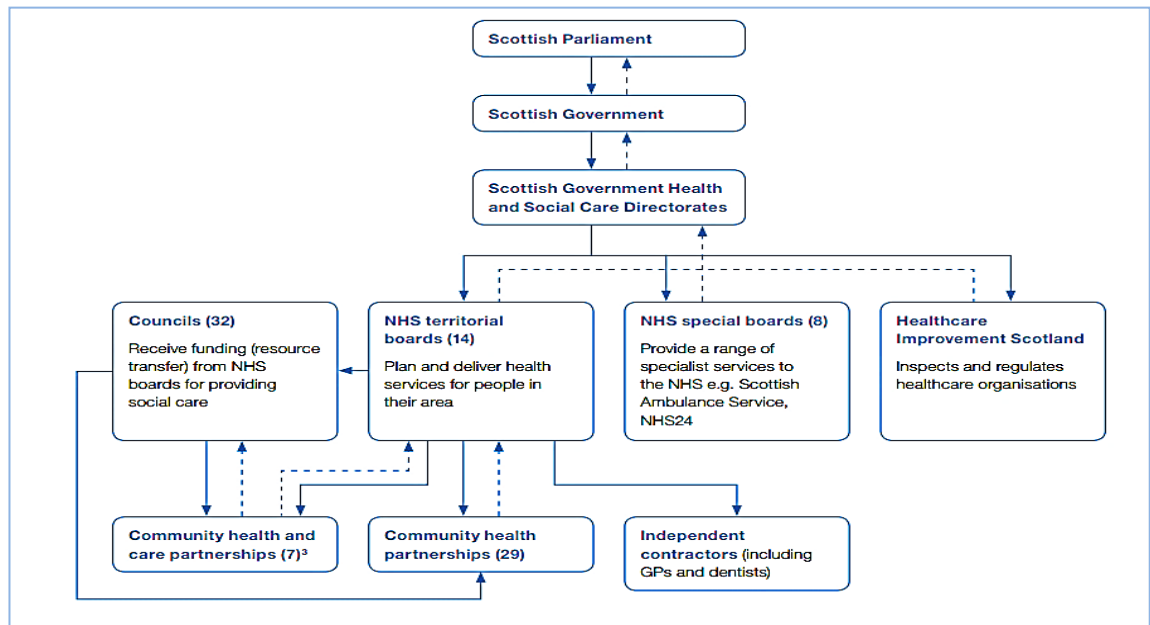 Scottish Parliament
Scottish Government
Scottish Government Health
and Social Care Directorates
Councils (32)
Receive funding (resource
transfer) from NHS
boards for providing
social care
NHS territorial
boards (14)
Plan and deliver health
services for people in
their area
NHS special boards (8)
Provide a range of
specialist services to
the NHS e.g. Scottish
Ambulance Service,
NHS24
Healthcare
Improvement Scotland
Inspects and regulates
healthcare organisations
Community health and
care partnerships (7)³
Community health
partnerships (29)
Independent
contractors (including
GPs and dentists)